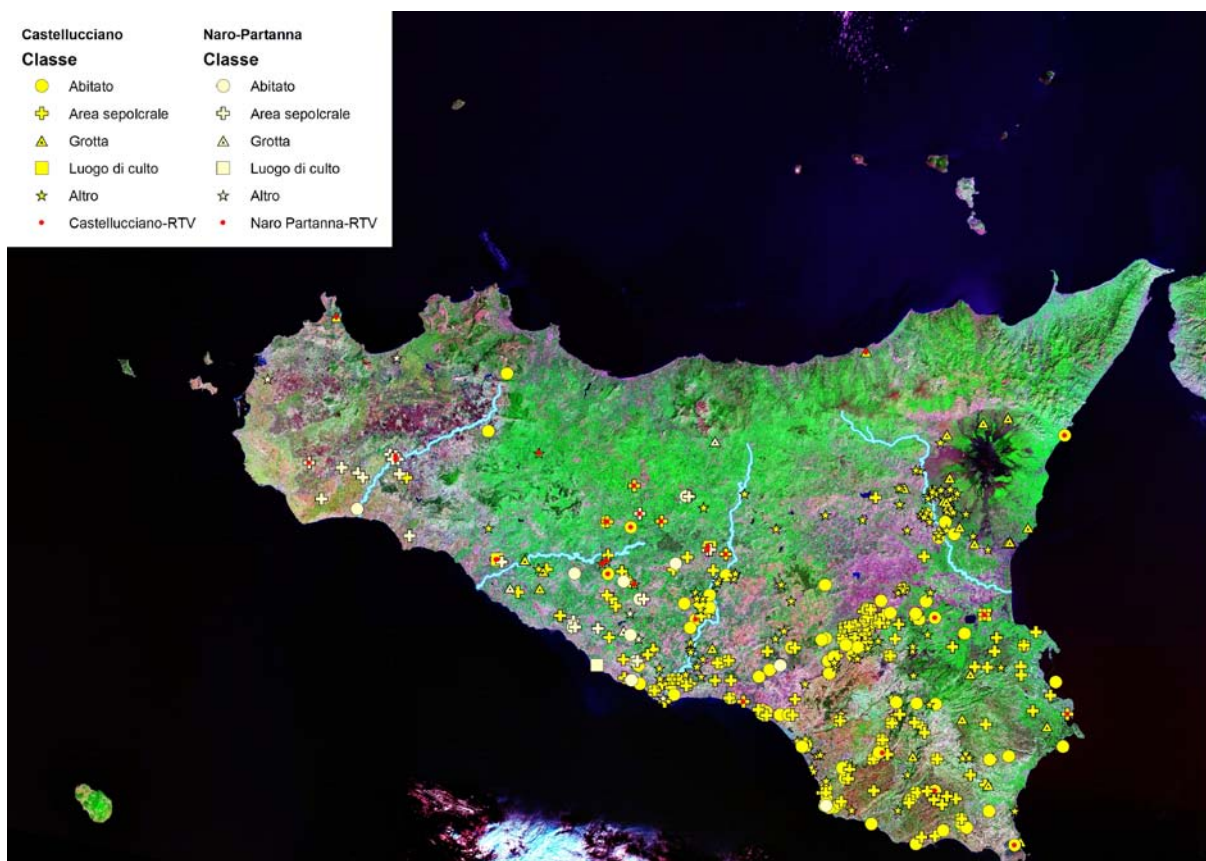 Castellucciano
Naro-Partanna
Classe
Classe
Abitato
Abitato
Area sepolcrale
Area sepolcrale
Grotta
Grotta
Luogo di culto
Luogo di culto
Altro
Altro
Castellucciano-RTV
Naro Partanna-RTV